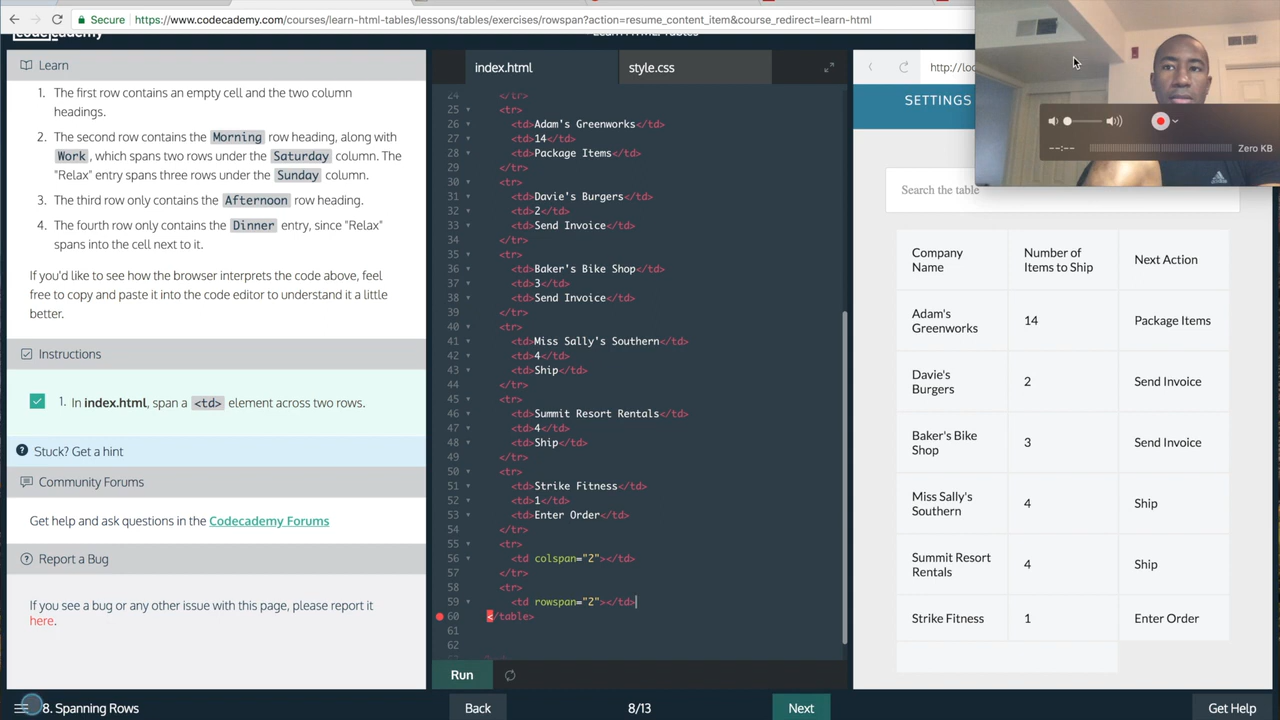 Secure
https://www.codecademy.com/courses/learn-html-tables/lessons/tables/exercises/rowspan?action=resume_content_item&course_redirect=learn-html
Learn
1. The first row contains an empty cell and the two column
headings.
2. The second row contains the Morning row heading, along with
Work, which spans two rows under the Saturday column. The
"Relax" entry spans three rows under the Sunday column.
3. The third row only contains the Afternoon row heading.
4. The fourth row only contains the Dinner entry, since "Relax"
spans into the cell next to it.
If you'd like to see how the browser interprets the code above, feel
free to copy and paste it into the code editor to understand it a little
better.
Instructions
1. In index.html, span a <td> element across two rows.
Stuck? Get a hint
Community Forums
Get help and ask questions in the Codecademy Forums
Report a Bug
If you see a bug or any other issue with this page, please report it
here.
index.html
style.css
24 </tr>
25 <tr>
26 <td>Adam's Greenworks</td>
27 <td>14</td>
28 <td>Package Items</td>
29 </tr>
30 <tr>
31 <td>Davie's Burgers</td>
32 <td>2</td>
33 <td>Send Invoice</td>
34 </tr>
35 <tr>
36 <td>Baker's Bike Shop</td>
37 <td>3</td>
38 <td>Send Invoice</td>
39 </tr>
40 <tr>
41 <td>Miss Sally's Southern</td>
42 <td>4</td>
43 <td>Ship</td>
44 </tr>
45 <tr>
46 <td>Summit Resort Rentals</td>
47 <td>4</td>
48 <td>Ship</td>
49 </tr>
50 <tr>
51 <td>Strike Fitness</td>
52 <td>1</td>
53 <td>Enter Order</td>
54 </tr>
55 <tr>
56 <td colspan="2"></td>
57 </tr>
58 <tr>
59 <td rowspan="2"></td>
60 </table>
61
62
Run
http://loc
SETTINGS
Search the table
Company
Name
Number of
Items to Ship
Next Action
Adam's
Greenworks
14
Package Items
Davie's
Burgers
2
Send Invoice
Baker's Bike
Shop
3
Send Invoice
Miss Sally's
Southern
4
Ship
Summit Resort
Rentals
4
Ship
Strike Fitness
1
Enter Order
--:--
Zero KB
8. Spanning Rows
Back
8/13
Next
Get Help